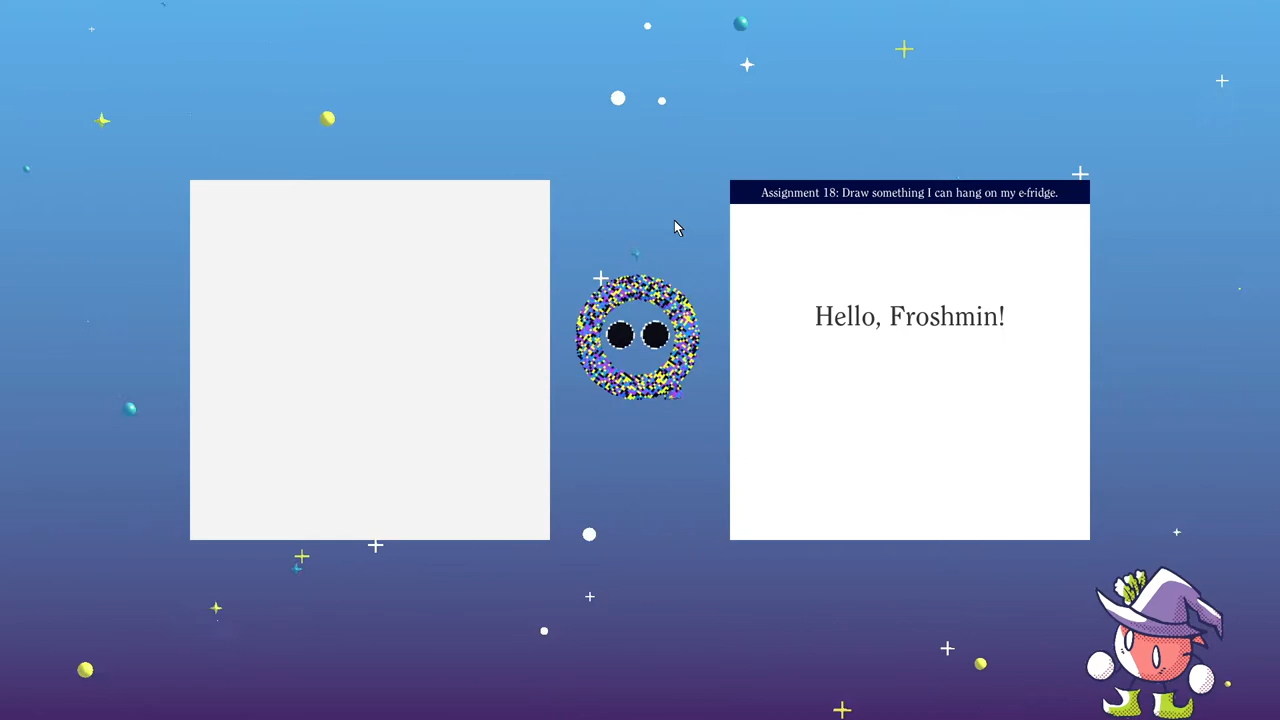 Assignment 18: Draw something I can hang on my e-fridge.
Hello, Froshmin!